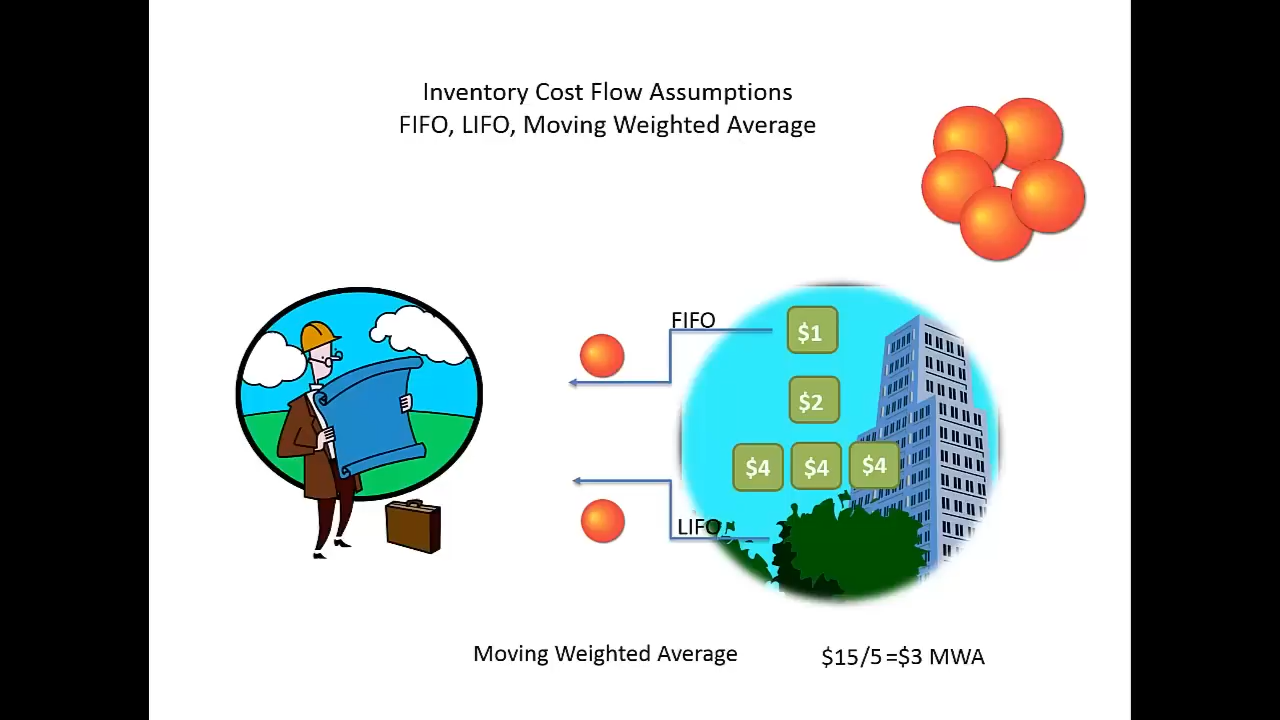 Inventory Cost Flow Assumptions
FIFO, LIFO, Moving Weighted Average
FIFO
$1
$2
$4 $4 $4
LIFO
Moving Weighted Average $15/5=$3 MWA